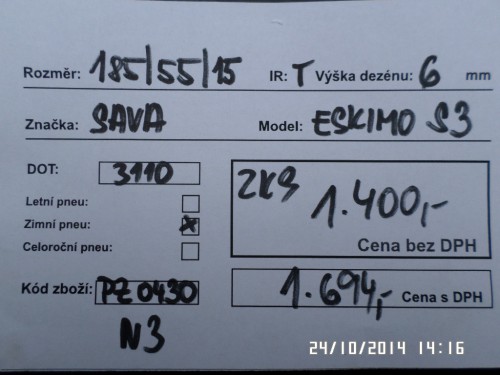 Rozměr: 185/55/15 IR: T Výška dezénu: 6 mm
Značka: SAVA Model: ESKIMO S3
DOT: 3110
Letní pneu:
Zimní pneu: x
Celoroční pneu:
2KS 1.400,-
Cena bez DPH
Kód zboží: PZ 0430
1.694,- Cena s DPH
N3
24/10/2014 14:16